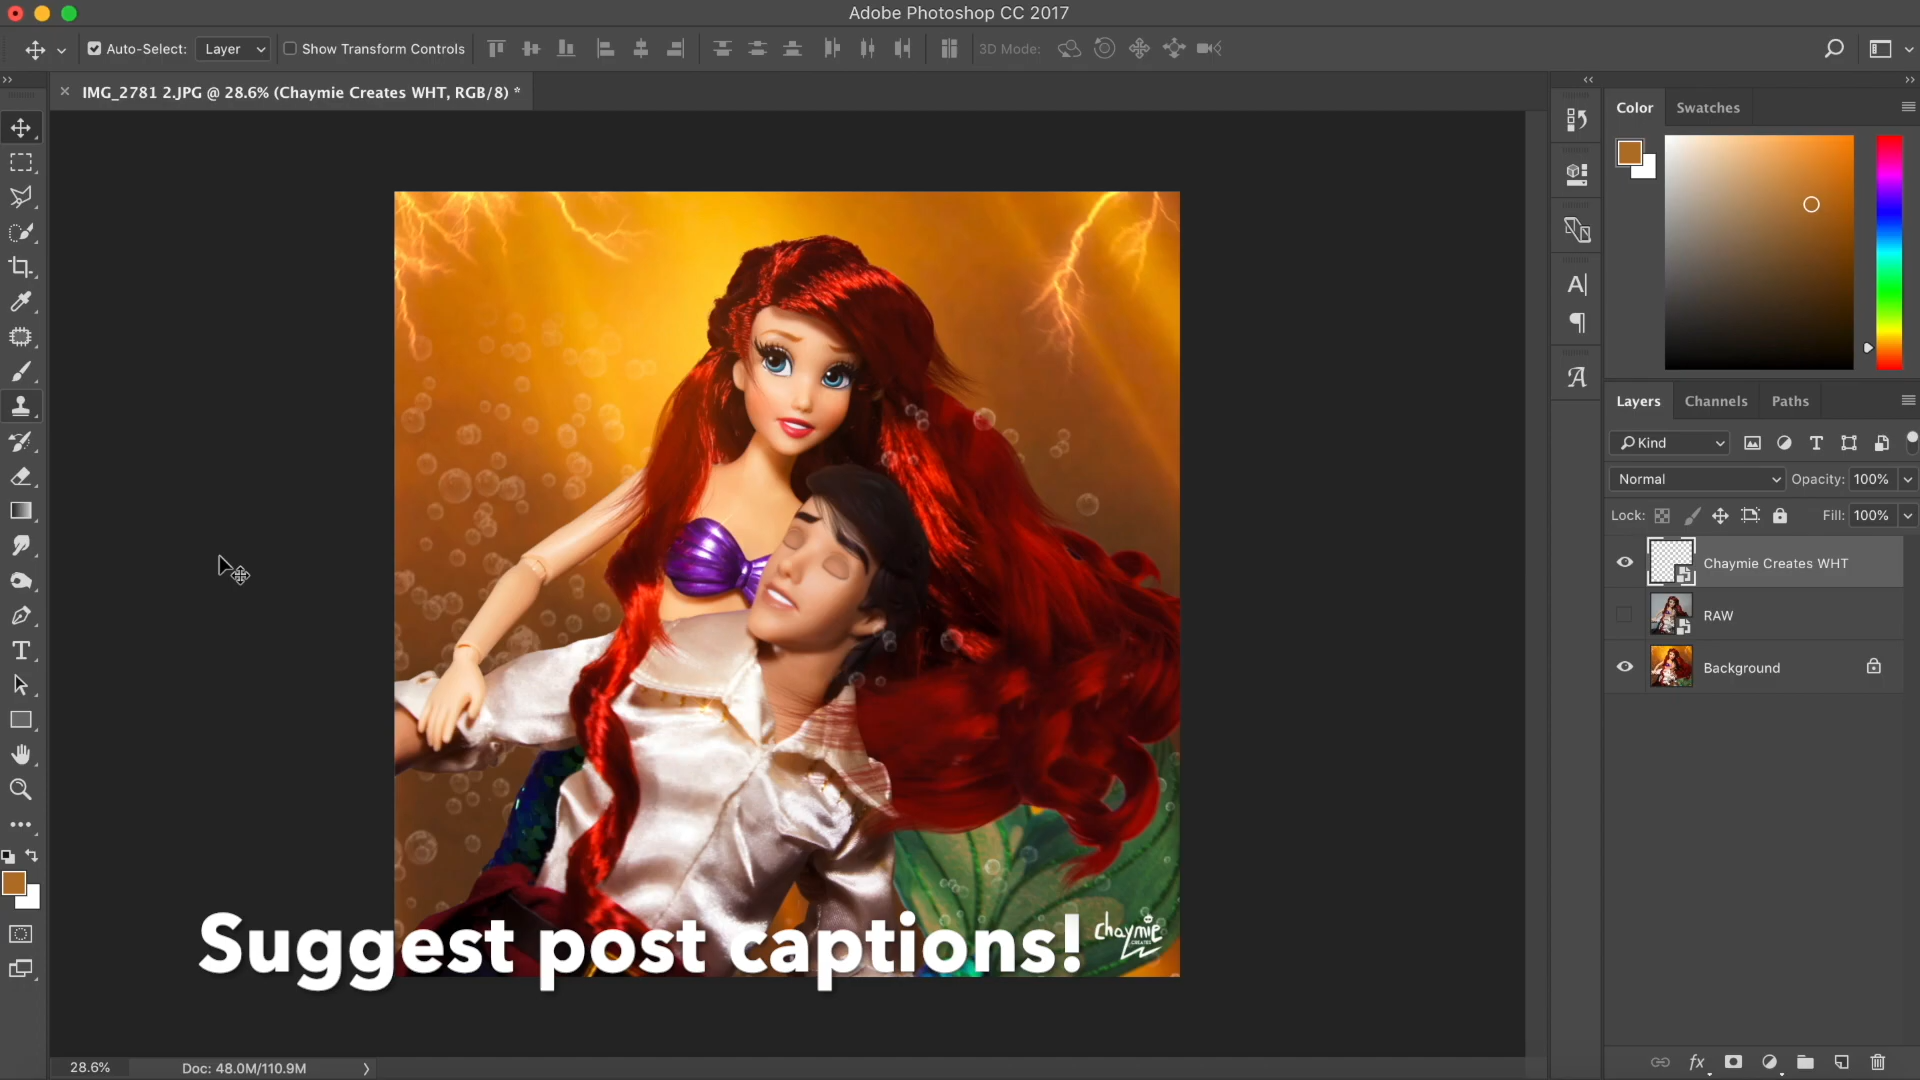 Adobe Photoshop CC 2017
Auto-Select: Layer Show Transform Controls 3D Mode:
IMG_2781 2.JPG @ 28.6% (Chaymie Creates WHT, RGB/8) *
Color Swatches
Layers Channels Paths
Kind
Normal Opacity: 100%
Lock: Fill: 100%
Chaymie Creates WHT
RAW
Background
Suggest post captions!
chaymie
CREATES
28.6% Doc: 48.0M/110.9M